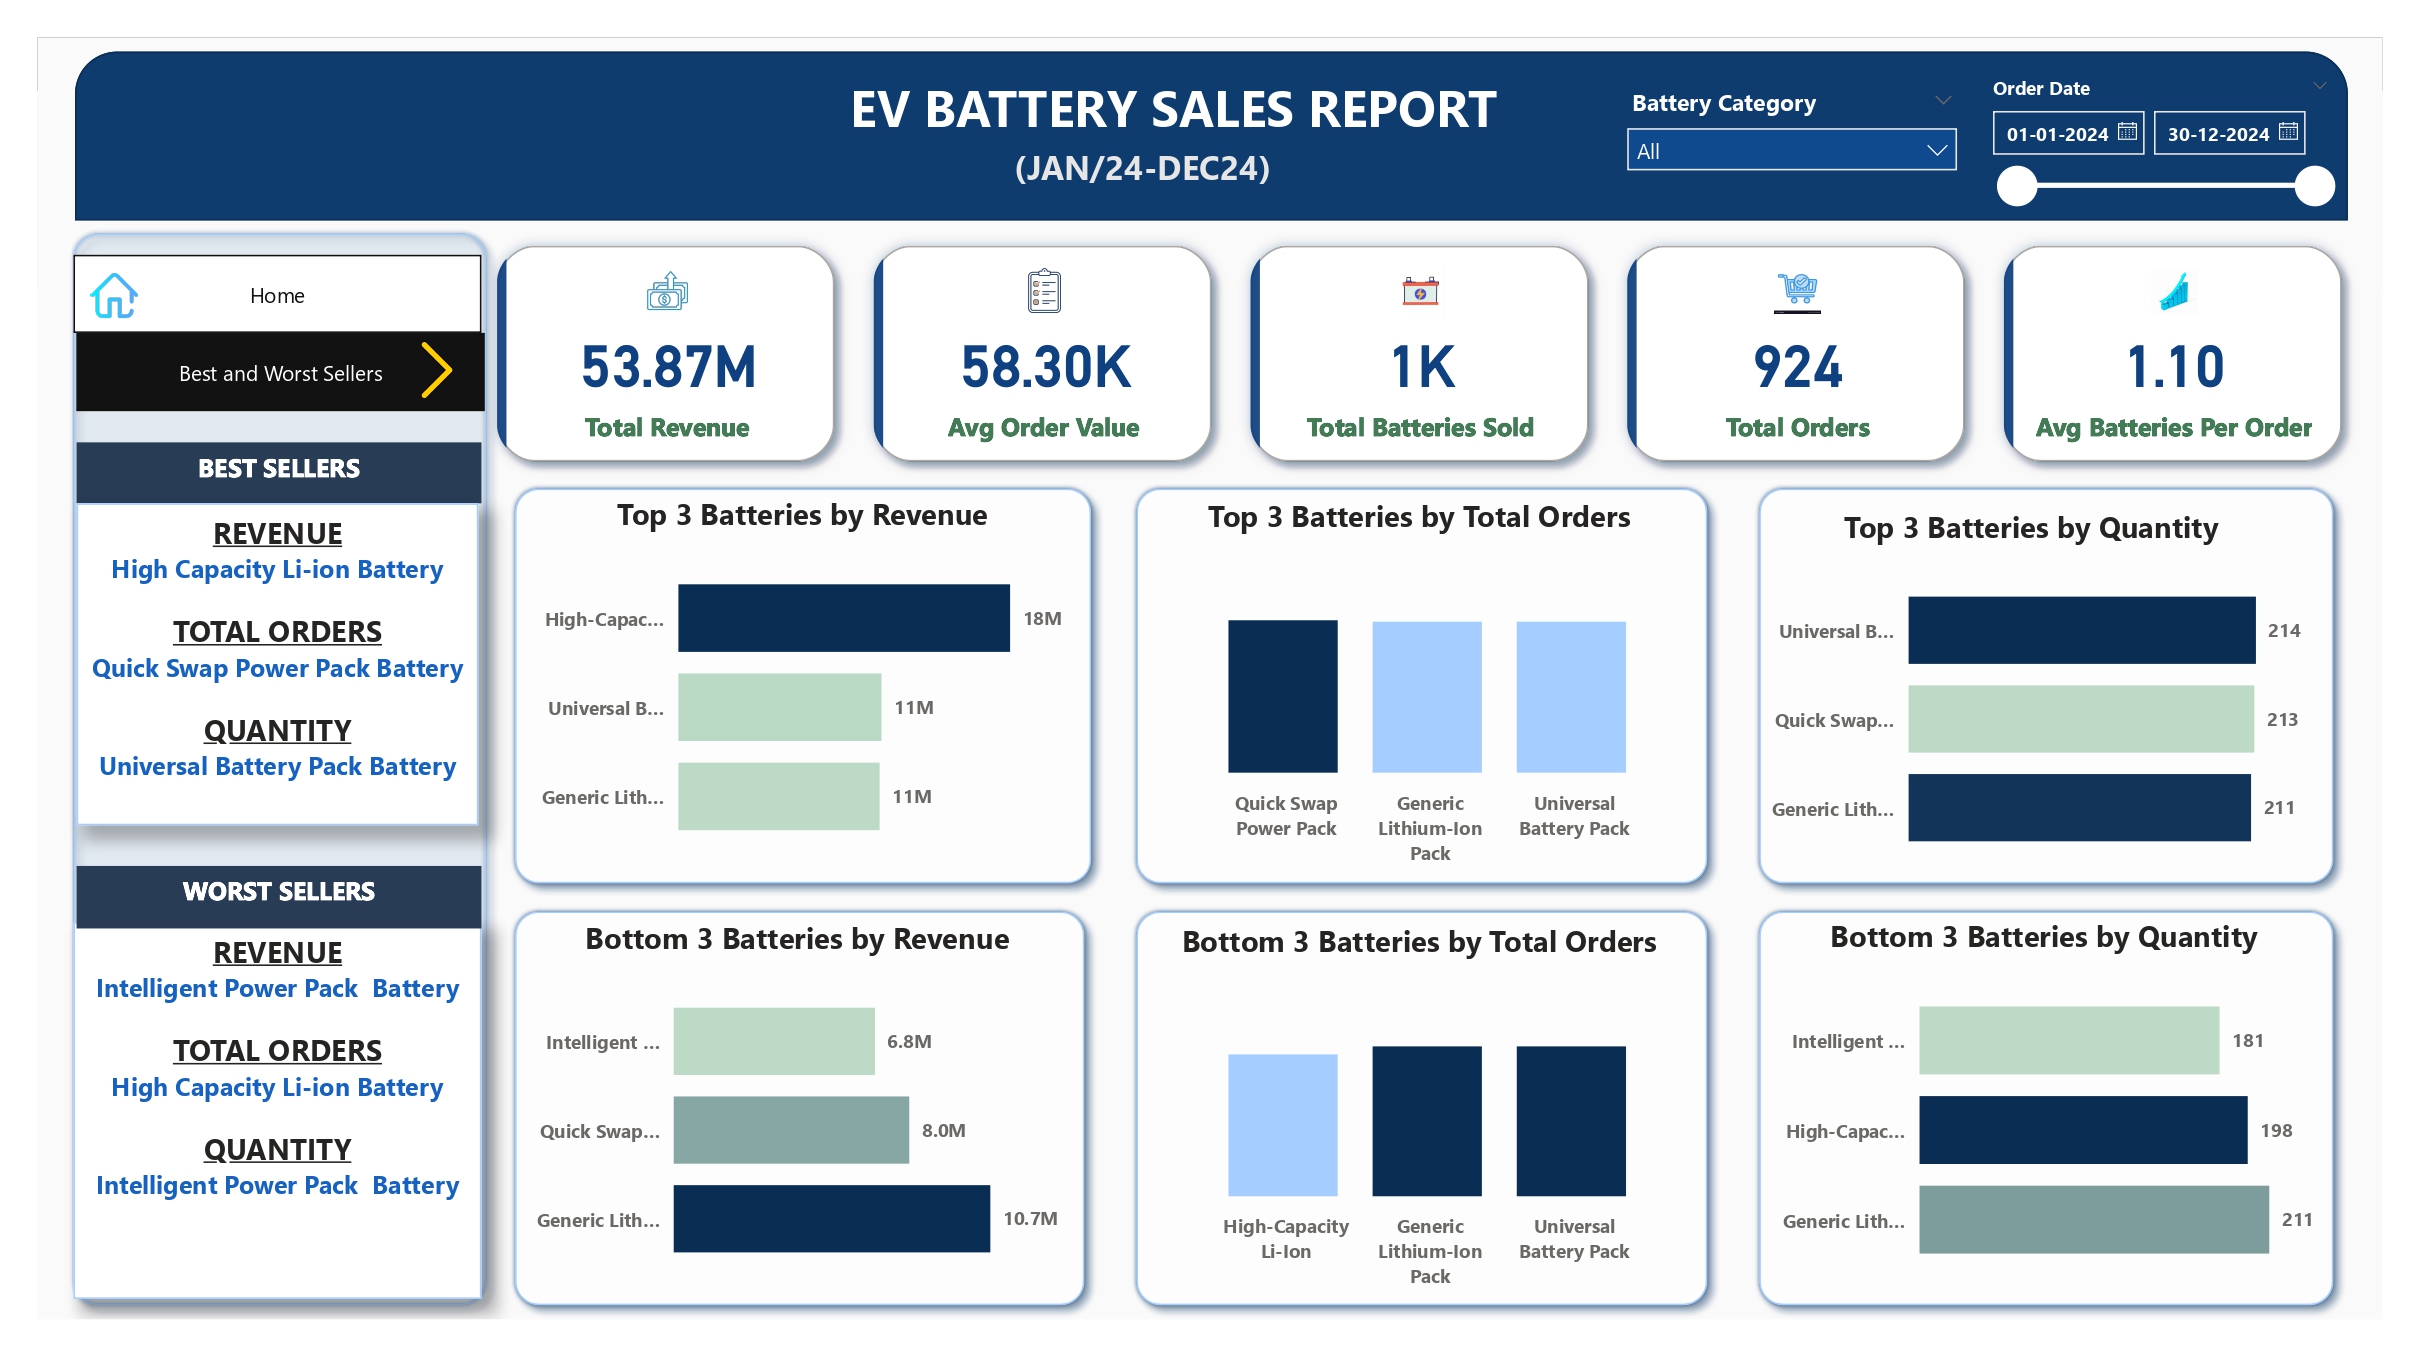 EV BATTERY SALES REPORT
(JAN/24-DEC24)
Battery Category
All
Order Date
01-01-2024
30-12-2024
Home
Best and Worst Sellers
BEST SELLERS
REVENUE
High Capacity Li-ion Battery
TOTAL ORDERS
Quick Swap Power Pack Battery
QUANTITY
Universal Battery Pack Battery
WORST SELLERS
REVENUE
Intelligent Power Pack  Battery
TOTAL ORDERS
High Capacity Li-ion Battery
QUANTITY
Intelligent Power Pack  Battery
53.87M
Total Revenue
58.30K
Avg Order Value
1K
Total Batteries Sold
924
Total Orders
1.10
Avg Batteries Per Order
Top 3 Batteries by Revenue
High-Capac... 18M
Universal B... 11M
Generic Lith... 11M
Top 3 Batteries by Total Orders
Quick Swap
Power Pack
Generic
Lithium-Ion
Pack
Universal
Battery Pack
Top 3 Batteries by Quantity
Universal B... 214
Quick Swap... 213
Generic Lith... 211
Bottom 3 Batteries by Revenue
Intelligent ... 6.8M
Quick Swap... 8.0M
Generic Lith... 10.7M
Bottom 3 Batteries by Total Orders
High-Capacity
Li-Ion
Generic
Lithium-Ion
Pack
Universal
Battery Pack
Bottom 3 Batteries by Quantity
Intelligent ... 181
High-Capac... 198
Generic Lith... 211